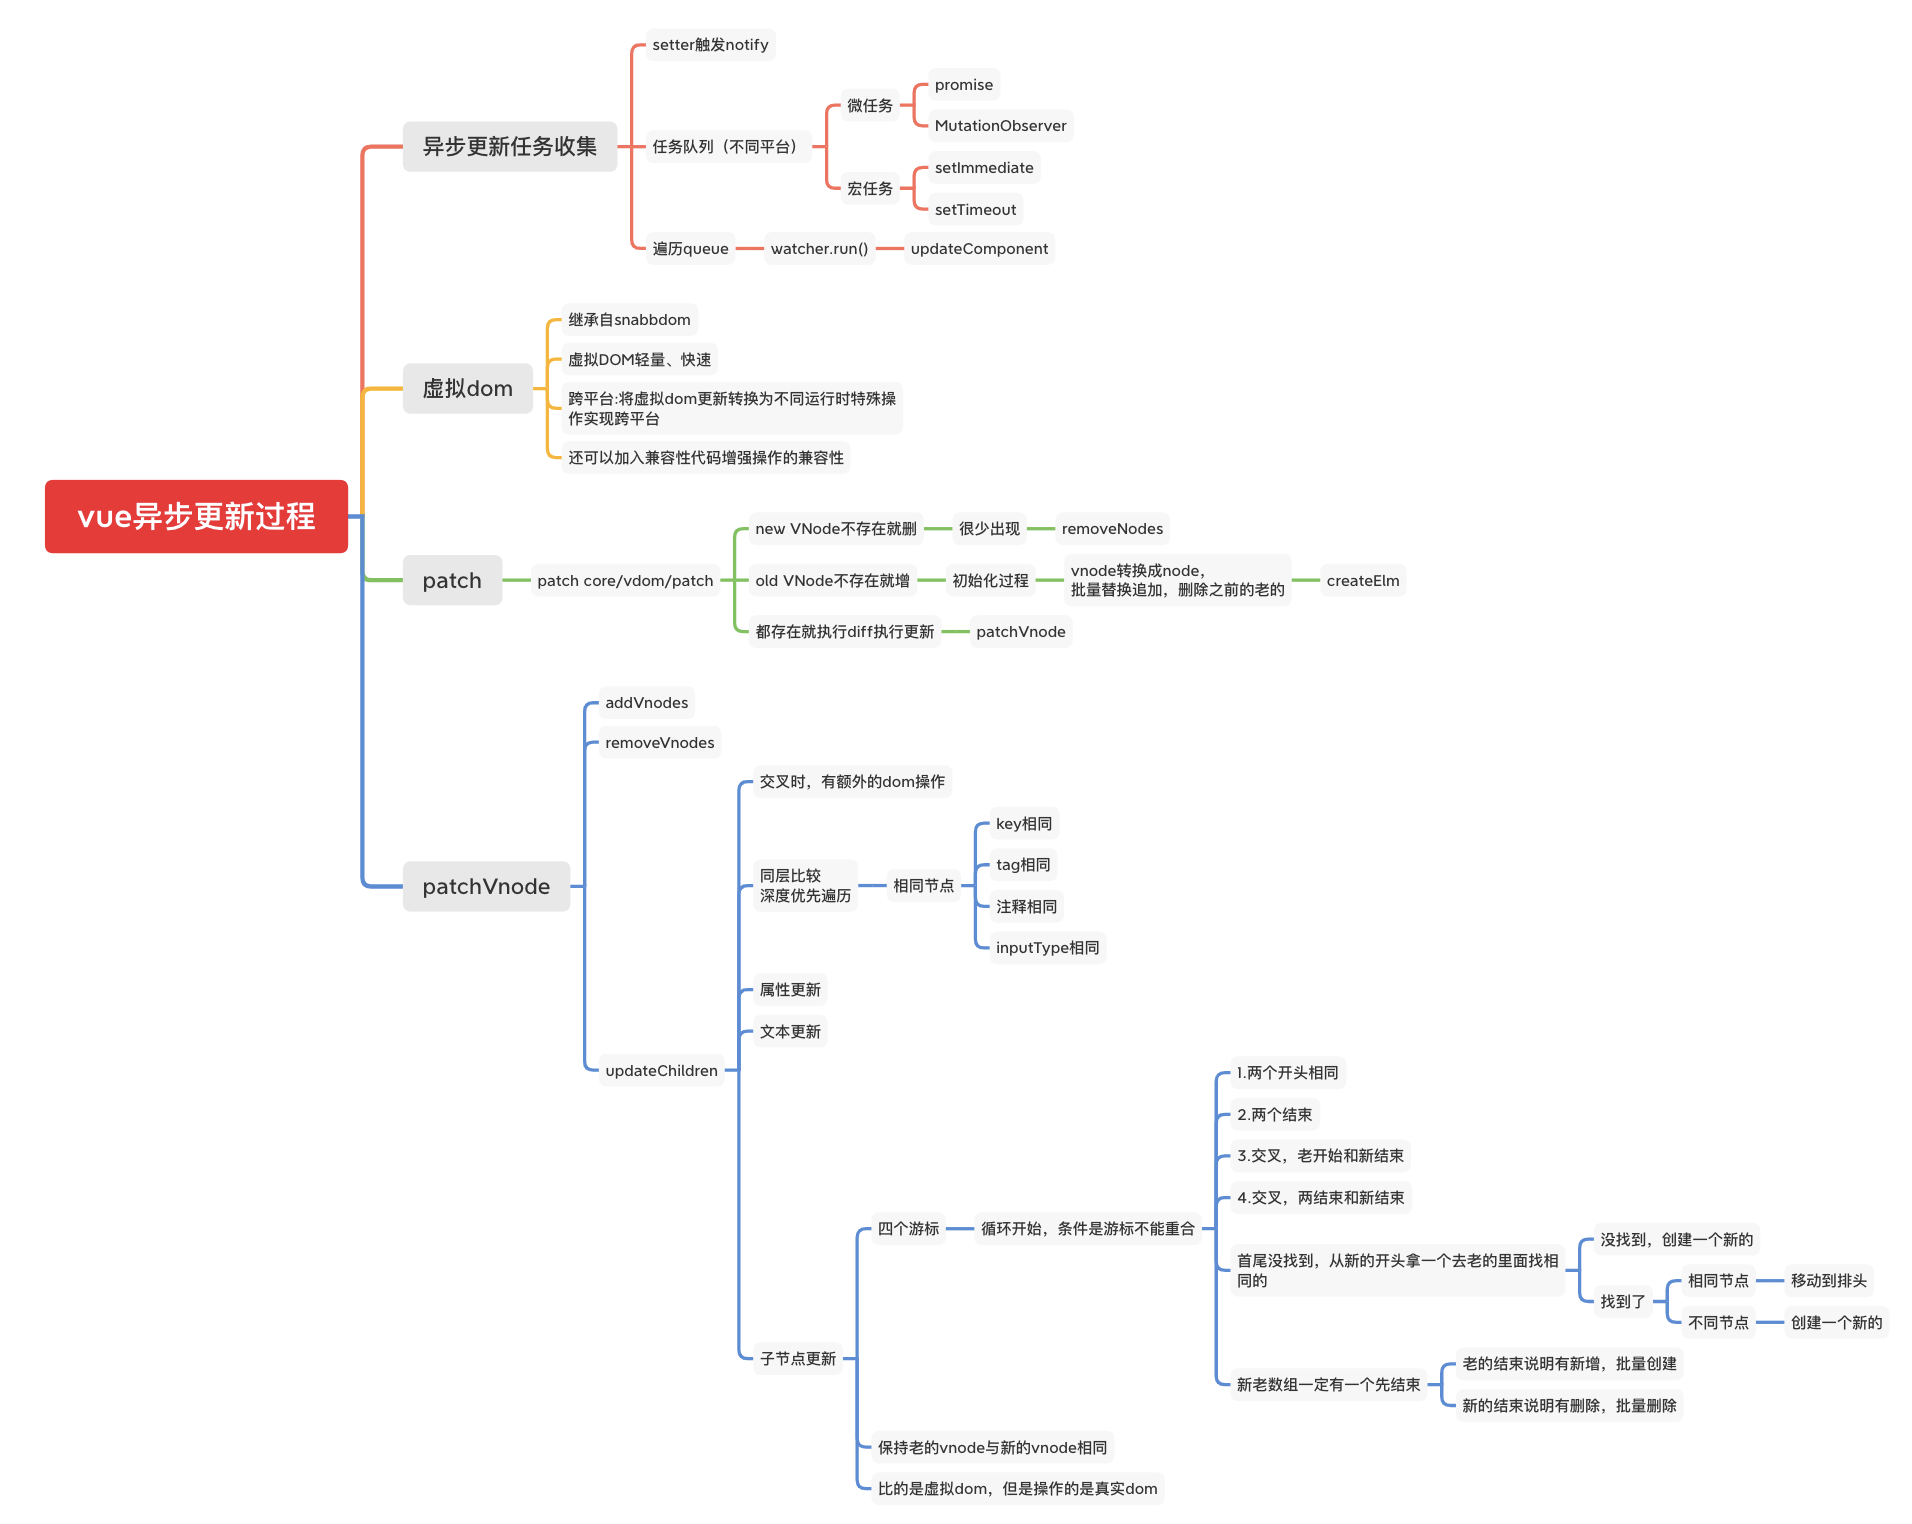 vue异步更新过程
异步更新任务收集
setter触发notify
任务队列（不同平台）
微任务
promise
MutationObserver
宏任务
setImmediate
setTimeout
遍历queue
watcher.run()
updateComponent
虚拟dom
继承自snabbdom
虚拟DOM轻量、快速
跨平台:将虚拟dom更新转换为不同运行时特殊操
作实现跨平台
还可以加入兼容性代码增强操作的兼容性
patch
patch core/vdom/patch
new VNode不存在就删
很少出现
removeNodes
old VNode不存在就增
初始化过程
vnode转换成node，
批量替换追加，删除之前的老的
createElm
都存在就执行diff执行更新
patchVnode
patchVnode
addVnodes
removeVnodes
updateChildren
交叉时，有额外的dom操作
同层比较
深度优先遍历
相同节点
key相同
tag相同
注释相同
inputType相同
属性更新
文本更新
子节点更新
四个游标
循环开始，条件是游标不能重合
1.两个开头相同
2.两个结束
3.交叉，老开始和新结束
4.交叉，两结束和新结束
首尾没找到，从新的开头拿一个去老的里面找相
同的
没找到，创建一个新的
找到了
相同节点
移动到排头
不同节点
创建一个新的
新老数组一定有一个先结束
老的结束说明有新增，批量创建
新的结束说明有删除，批量删除
保持老的vnode与新的vnode相同
比的是虚拟dom，但是操作的是真实dom